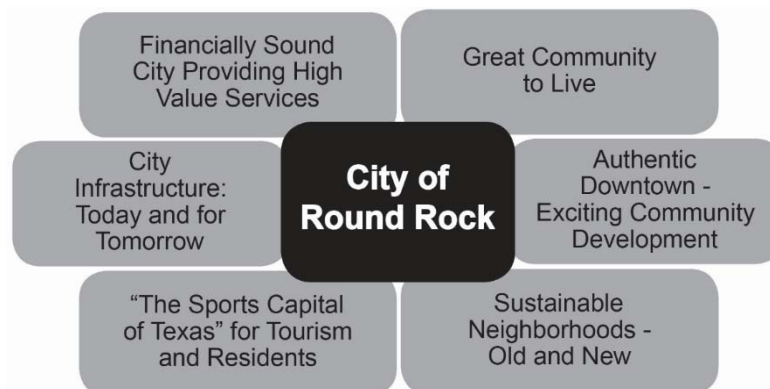 Financially Sound
City Providing High
Value Services
Great Community
to Live
City
Infrastructure:
Today and for
Tomorrow
City of
Round Rock
Authentic
Downtown -
Exciting Community
Development
“The Sports Capital
of Texas” for Tourism
and Residents
Sustainable
Neighborhoods -
Old and New